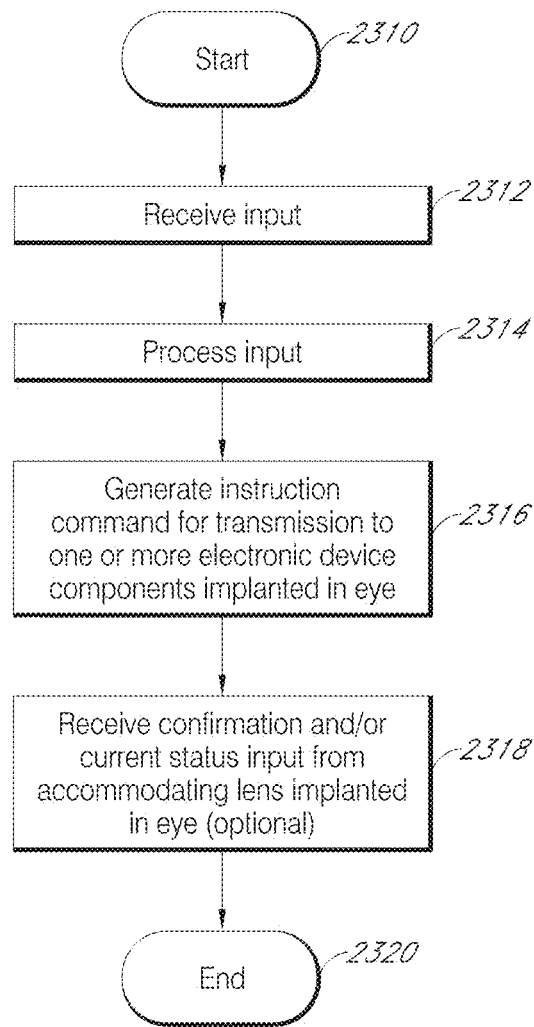 Start
2310
Receive input
2312
Process input
2314
Generate instruction
command for transmission to
one or more electronic device
components implanted in eye
2316
Receive confirmation and/or
current status input from
accommodating lens implanted
in eye (optional)
2318
End
2320